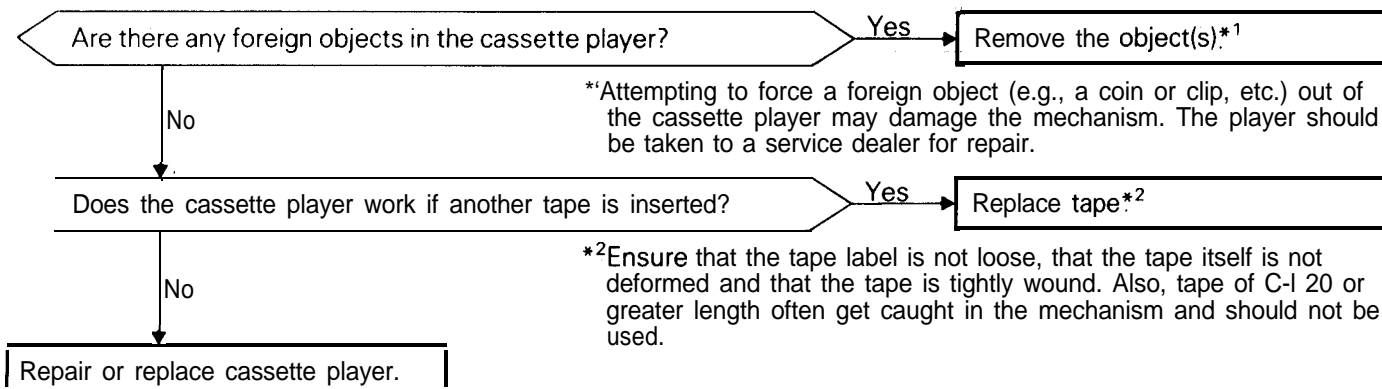 Are there any foreign objects in the cassette player?
Yes
Remove the object(s).*1
*'Attempting to force a foreign object (e.g., a coin or clip, etc.) out of
the cassette player may damage the mechanism. The player should
be taken to a service dealer for repair.
No
Does the cassette player work if another tape is inserted?
Yes
Replace tape.*2
*2Ensure that the tape label is not loose, that the tape itself is not
deformed and that the tape is tightly wound. Also, tape of C-I 20 or
greater length often get caught in the mechanism and should not be
used.
No
Repair or replace cassette player.